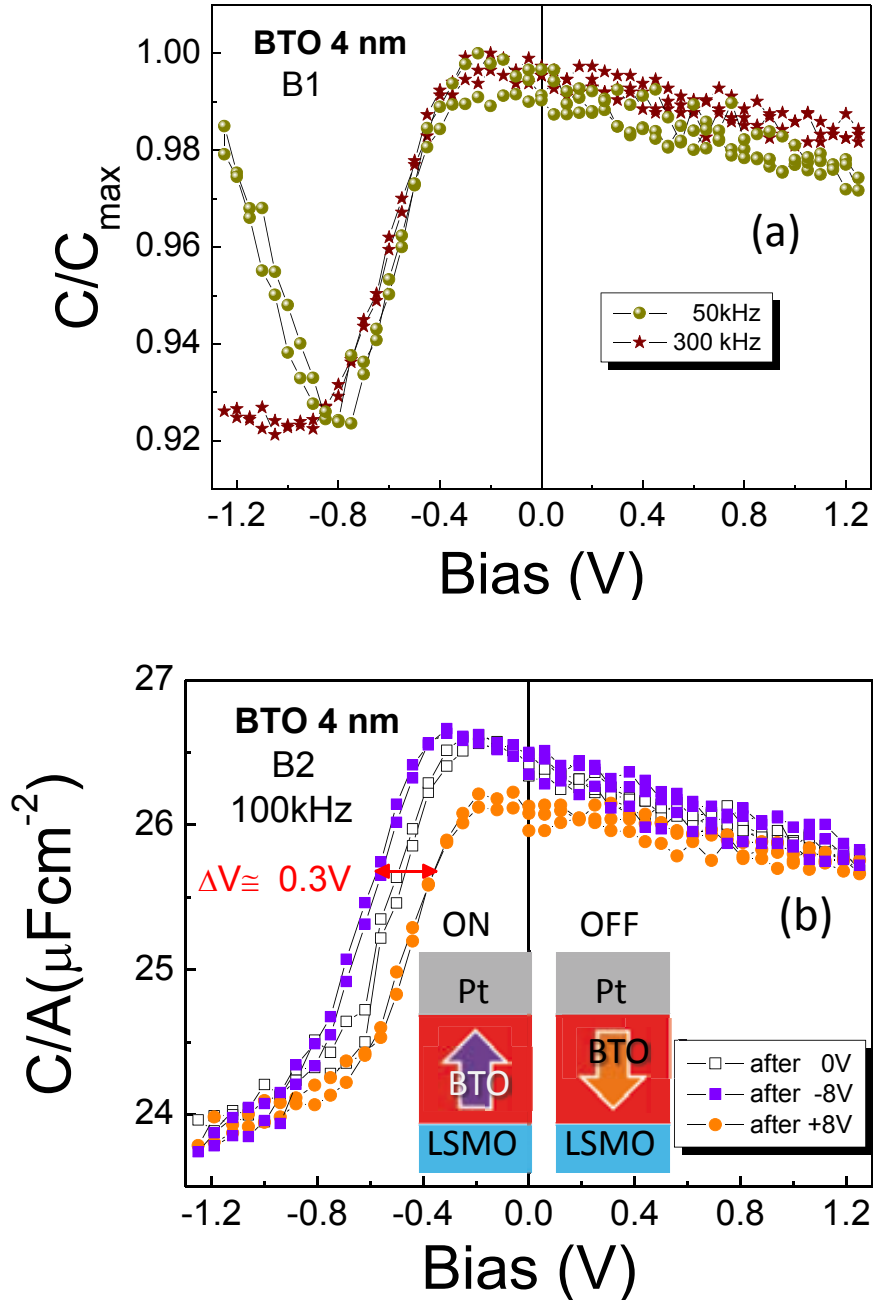 BTO 4 nm
B1
1.00
0.98
0.96
0.94
0.92
C/Cmax
(a)
50kHz
300 kHz
-1.2 -0.8 -0.4 0.0 0.4 0.8 1.2
Bias (V)
BTO 4 nm
B2
100kHz
ΔV≅ 0.3V
27
26
25
24
C/A(μFcm-2)
(b)
ON OFF
Pt Pt
BTO BTO
LSMO LSMO
after 0V
after -8V
after +8V
-1.2 -0.8 -0.4 0.0 0.4 0.8 1.2
Bias (V)